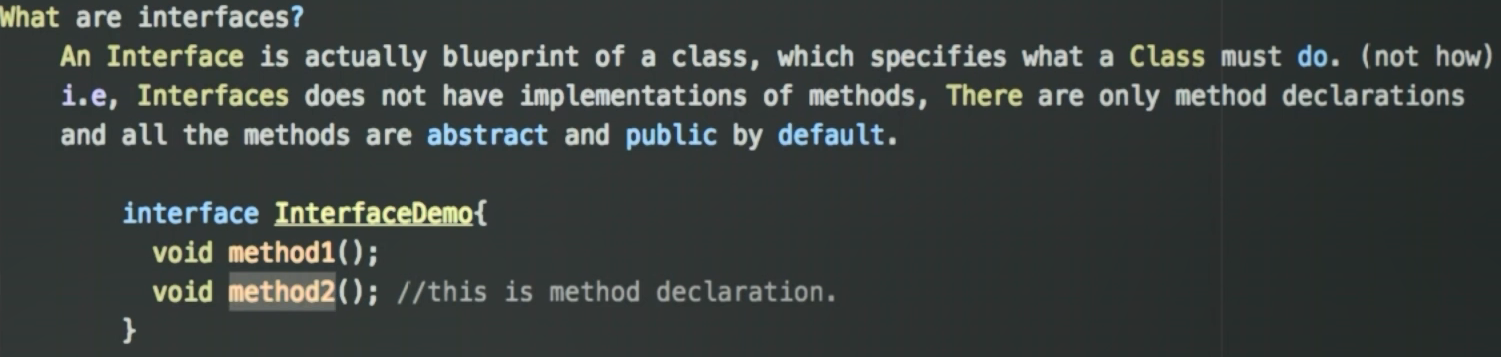 What are interfaces?
An Interface is actually blueprint of a class, which specifies what a Class must do. (not how)
i.e, Interfaces does not have implementations of methods, There are only method declarations
and all the methods are abstract and public by default.
interface InterfaceDemo{
void method1();
void method2(); //this is method declaration.
}